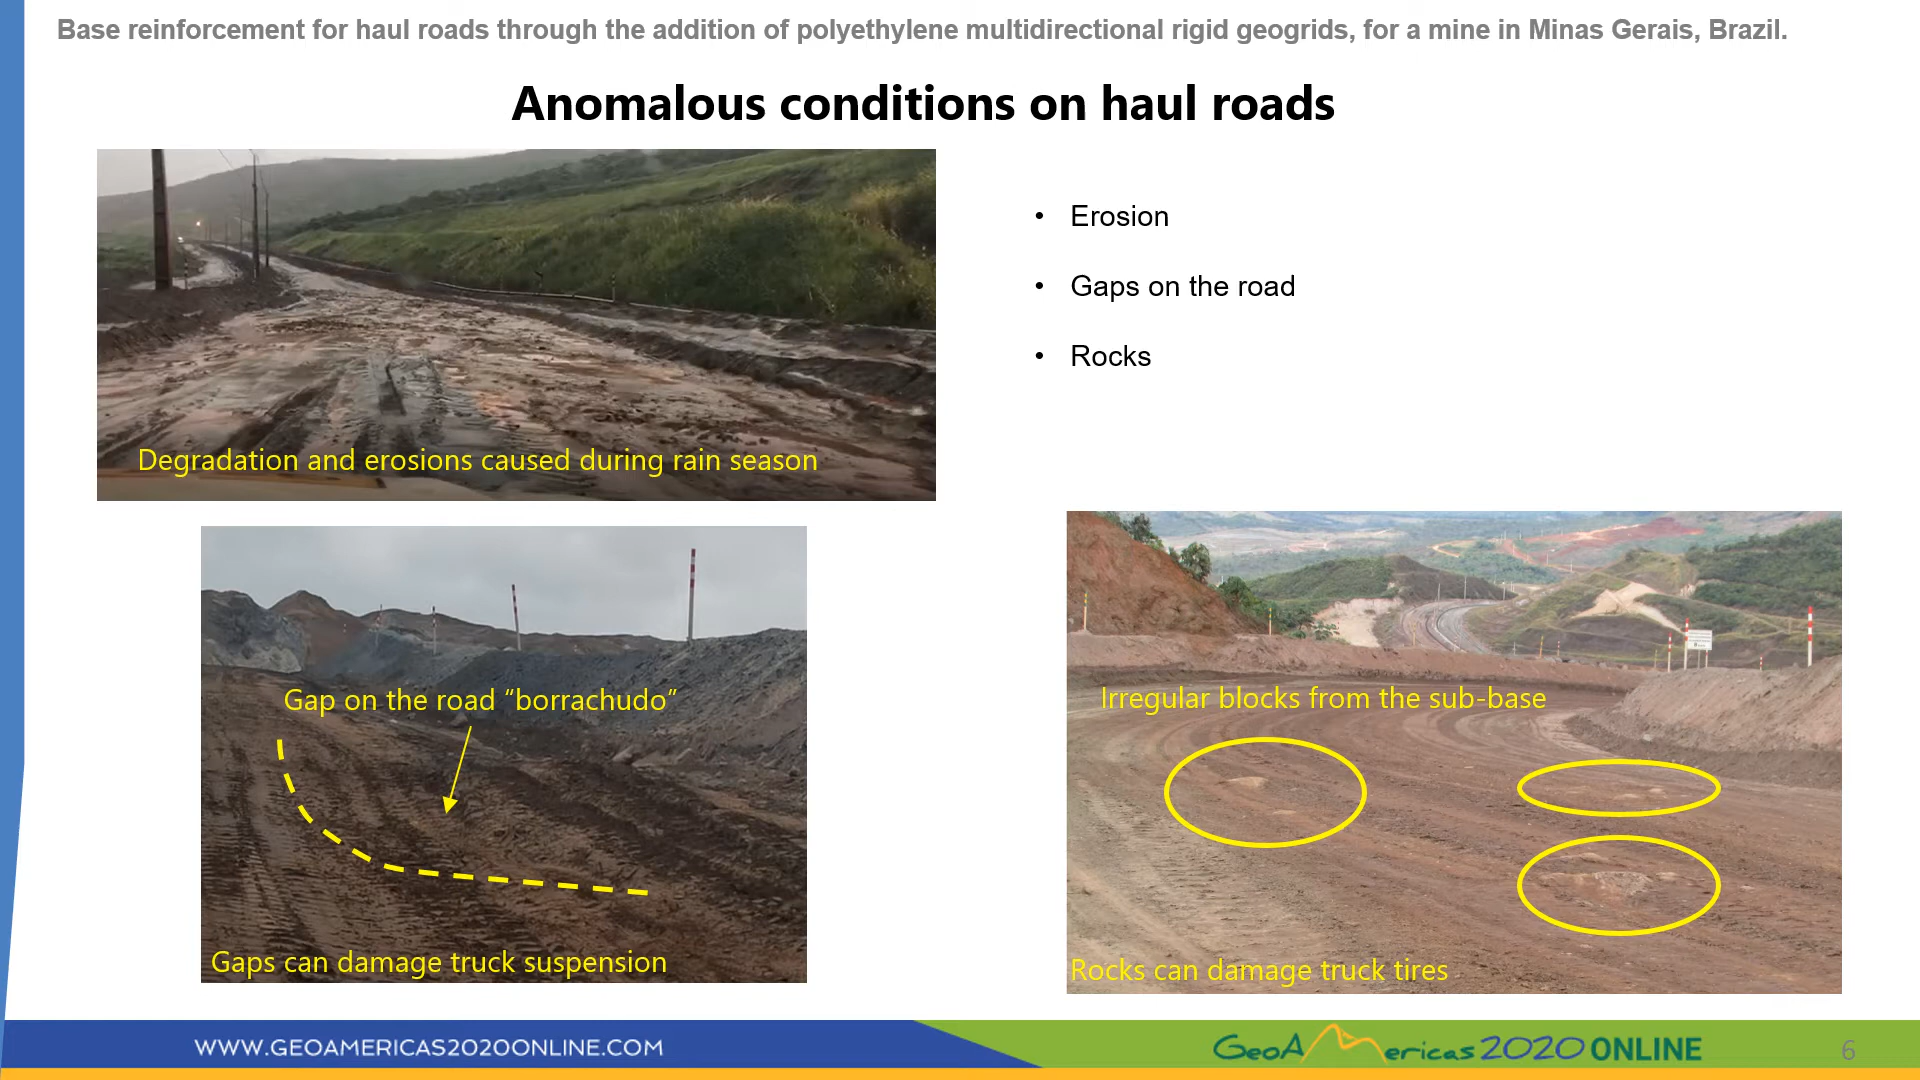 Base reinforcement for haul roads through the addition of polyethylene multidirectional rigid geogrids, for a mine in Minas Gerais, Brazil.
Anomalous conditions on haul roads
Degradation and erosions caused during rain season
• Erosion
• Gaps on the road
• Rocks
Gap on the road “borrachudo”
Gaps can damage truck suspension
Irregular blocks from the sub-base
Rocks can damage truck tires
WWW.GEOAMERICAS2020ONLINE.COM
GeoAmericas 2020 ONLINE
6